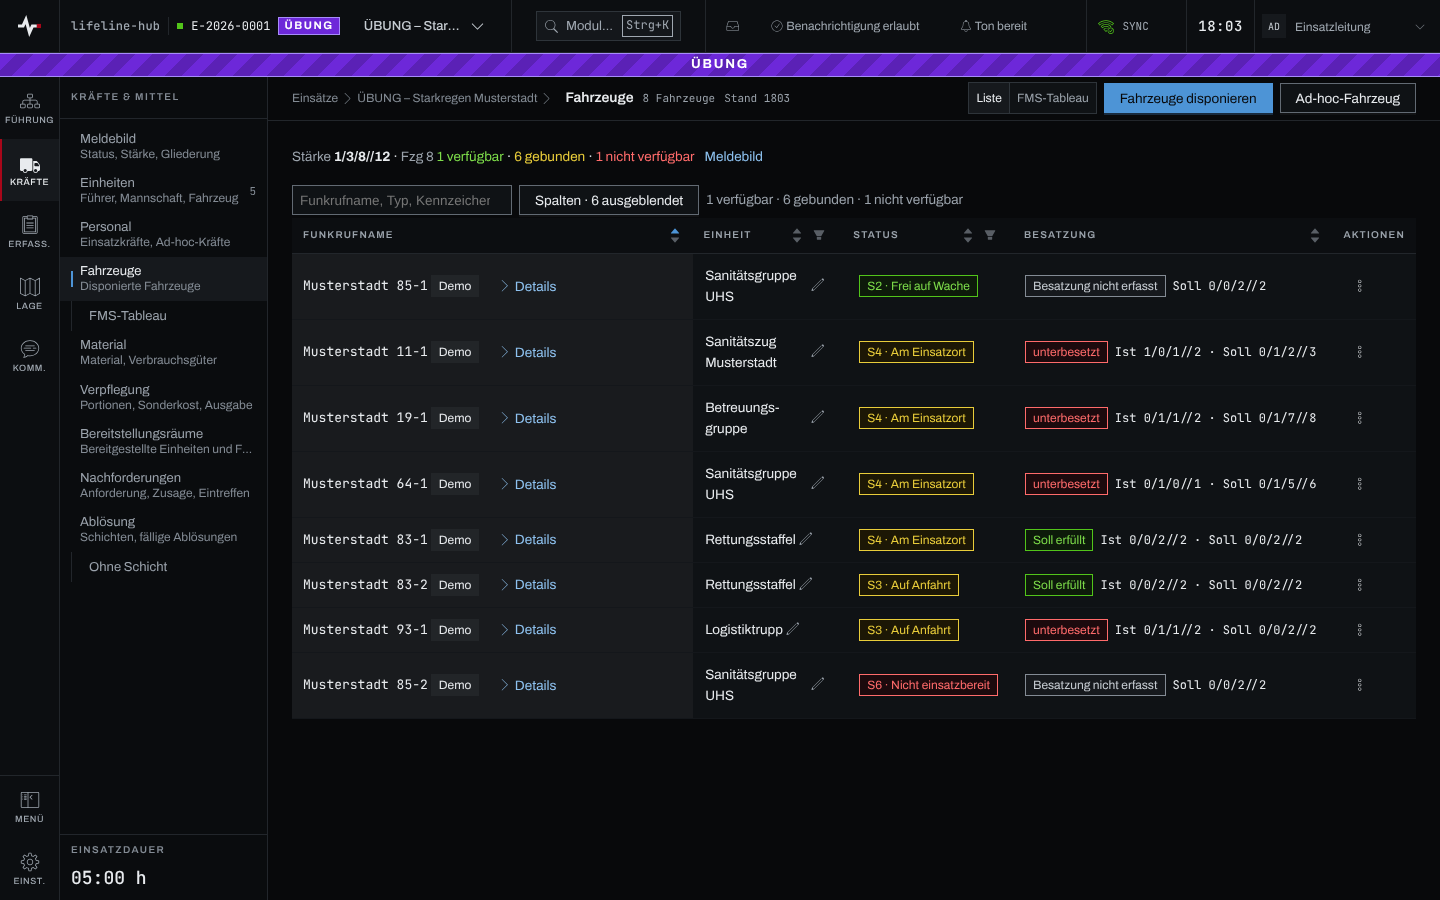 lifeline-hub E-2026-0001 ÜBUNG ÜBUNG – Star... Modul... Strg+K Benachrichtigung erlaubt Ton bereit SYNC 18:03 AD Einsatzleitung
ÜBUNG
FÜHRUNG
KRÄFTE
ERFASS.
LAGE
KOMM.
MENÜ
EINST.
KRÄFTE & MITTEL
Meldebild
Status, Stärke, Gliederung
Einheiten
Führer, Mannschaft, Fahrzeug 5
Personal
Einsatzkräfte, Ad-hoc-Kräfte
Fahrzeuge
Disponierte Fahrzeuge
FMS-Tableau
Material
Material, Verbrauchsgüter
Verpflegung
Portionen, Sonderkost, Ausgabe
Bereitstellungsräume
Bereitgestellte Einheiten und F...
Nachforderungen
Anforderung, Zusage, Eintreffen
Ablösung
Schichten, fällige Ablösungen
Ohne Schicht
EINSATZDAUER
05:00 h
Einsätze ÜBUNG – Starkregen Musterstadt Fahrzeuge 8 Fahrzeuge Stand 1803 Liste FMS-Tableau Fahrzeuge disponieren Ad-hoc-Fahrzeug
Stärke 1/3/8//12 · Fzg 8 1 verfügbar · 6 gebunden · 1 nicht verfügbar Meldebild
Funkrufname, Typ, Kennzeicher Spalten · 6 ausgeblendet 1 verfügbar · 6 gebunden · 1 nicht verfügbar
FUNKRUFNAME EINHEIT STATUS BESATZUNG AKTIONEN
Musterstadt 85-1 Demo Details Sanitätsgruppe UHS S2 · Frei auf Wache Besatzung nicht erfasst Soll 0/0/2//2
Musterstadt 11-1 Demo Details Sanitätszug Musterstadt S4 · Am Einsatzort unterbesetzt Ist 1/0/1//2 · Soll 0/1/2//3
Musterstadt 19-1 Demo Details Betreuungs-gruppe S4 · Am Einsatzort unterbesetzt Ist 0/1/1//2 · Soll 0/1/7//8
Musterstadt 64-1 Demo Details Sanitätsgruppe UHS S4 · Am Einsatzort unterbesetzt Ist 0/1/0//1 · Soll 0/1/5//6
Musterstadt 83-1 Demo Details Rettungsstaffel S4 · Am Einsatzort Soll erfüllt Ist 0/0/2//2 · Soll 0/0/2//2
Musterstadt 83-2 Demo Details Rettungsstaffel S3 · Auf Anfahrt Soll erfüllt Ist 0/0/2//2 · Soll 0/0/2//2
Musterstadt 93-1 Demo Details Logistiktrupp S3 · Auf Anfahrt unterbesetzt Ist 0/1/1//2 · Soll 0/0/2//2
Musterstadt 85-2 Demo Details Sanitätsgruppe UHS S6 · Nicht einsatzbereit Besatzung nicht erfasst Soll 0/0/2//2